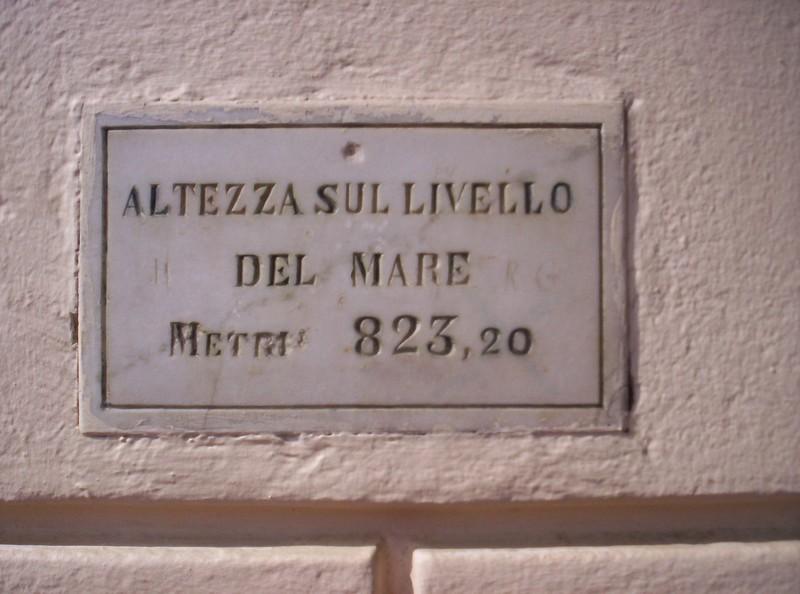 ALTEZZA SUL LIVELLO
DEL MARE
METRI 823,20